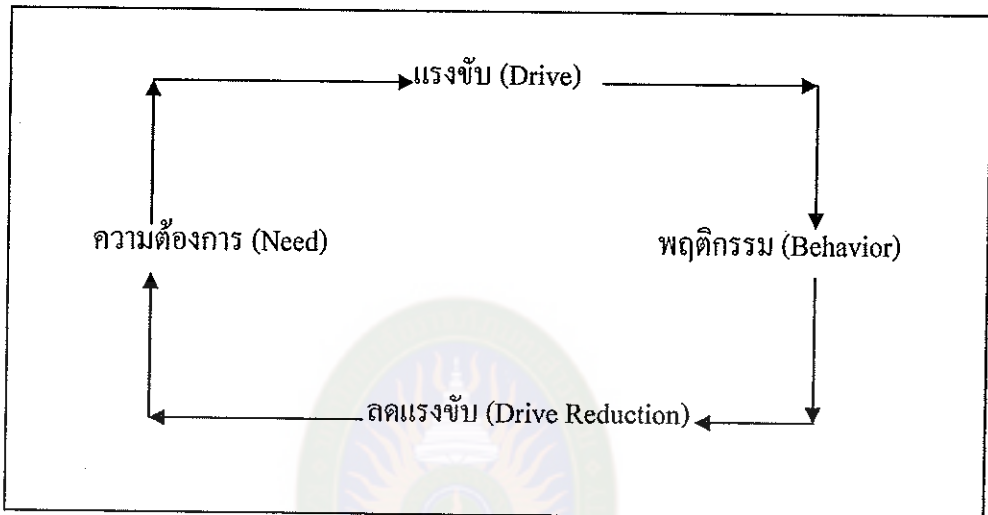 แรงขับ (Drive)
ความต้องการ (Need)
พฤติกรรม (Behavior)
ลดแรงขับ (Drive Reduction)